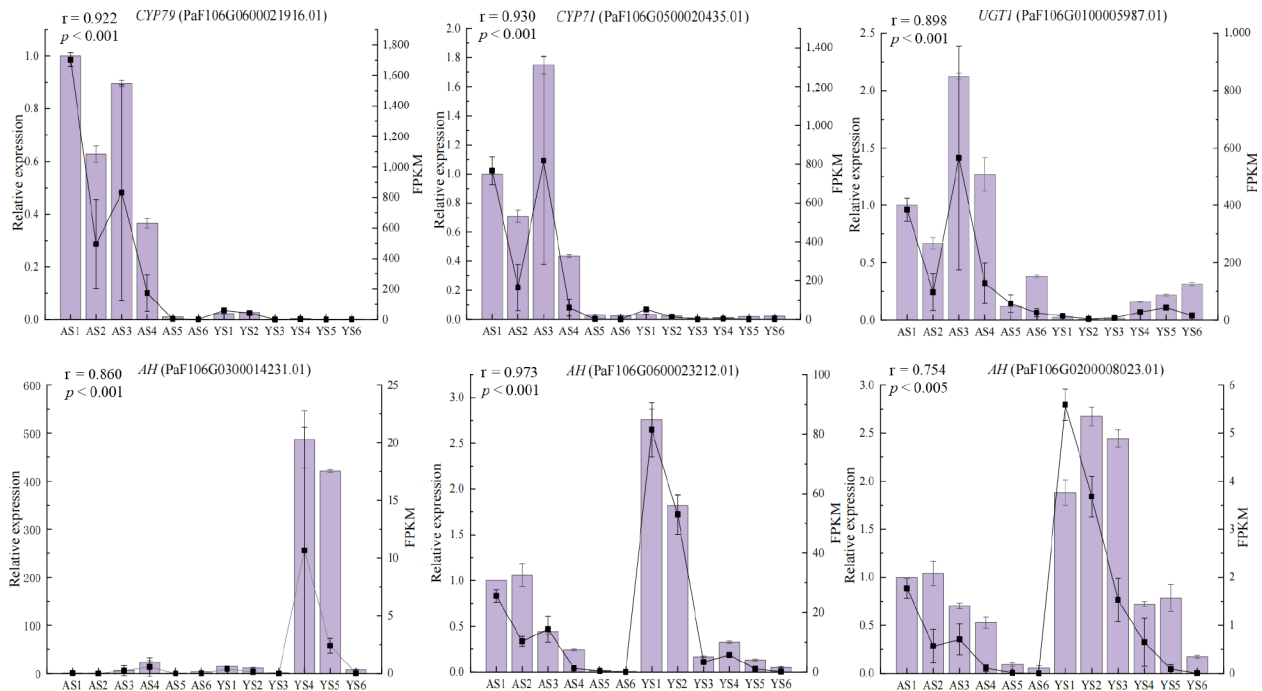 CYP79 (PaF106G0600021916.01)
r = 0.922
p < 0.001
Relative expression
1.0
0.8
0.6
0.4
0.2
0.0
FPKM
1,800
1,600
1,400
1,200
1,000
800
600
400
200
0
AS1 AS2 AS3 AS4 AS5 AS6 YS1 YS2 YS3 YS4 YS5 YS6
CYP71 (PaF106G0500020435.01)
r = 0.930
p < 0.001
Relative expression
2.0
1.8
1.6
1.4
1.2
1.0
0.8
0.6
0.4
0.2
0.0
FPKM
1,400
1,200
1,000
800
600
400
200
0
AS1 AS2 AS3 AS4 AS5 AS6 YS1 YS2 YS3 YS4 YS5 YS6
UGT1 (PaF106G0100005987.01)
r = 0.898
p < 0.001
Relative expression
2.5
2.0
1.5
1.0
0.5
0.0
FPKM
1,000
800
600
400
200
0
AS1 AS2 AS3 AS4 AS5 AS6 YS1 YS2 YS3 YS4 YS5 YS6
AH (PaF106G0300014231.01)
r = 0.860
p < 0.001
Relative expression
600
500
450
400
350
300
250
200
150
100
50
0
FPKM
25
20
15
10
5
0
AS1 AS2 AS3 AS4 AS5 AS6 YS1 YS2 YS3 YS4 YS5 YS6
AH (PaF106G0600023212.01)
r = 0.973
p < 0.001
Relative expression
3.0
2.5
2.0
1.5
1.0
0.5
0.0
FPKM
100
80
60
40
20
0
AS1 AS2 AS3 AS4 AS5 AS6 YS1 YS2 YS3 YS4 YS5 YS6
AH (PaF106G0200008023.01)
r = 0.754
p < 0.005
Relative expression
3.0
2.5
2.0
1.5
1.0
0.5
0.0
FPKM
6
5
4
3
2
1
0
AS1 AS2 AS3 AS4 AS5 AS6 YS1 YS2 YS3 YS4 YS5 YS6